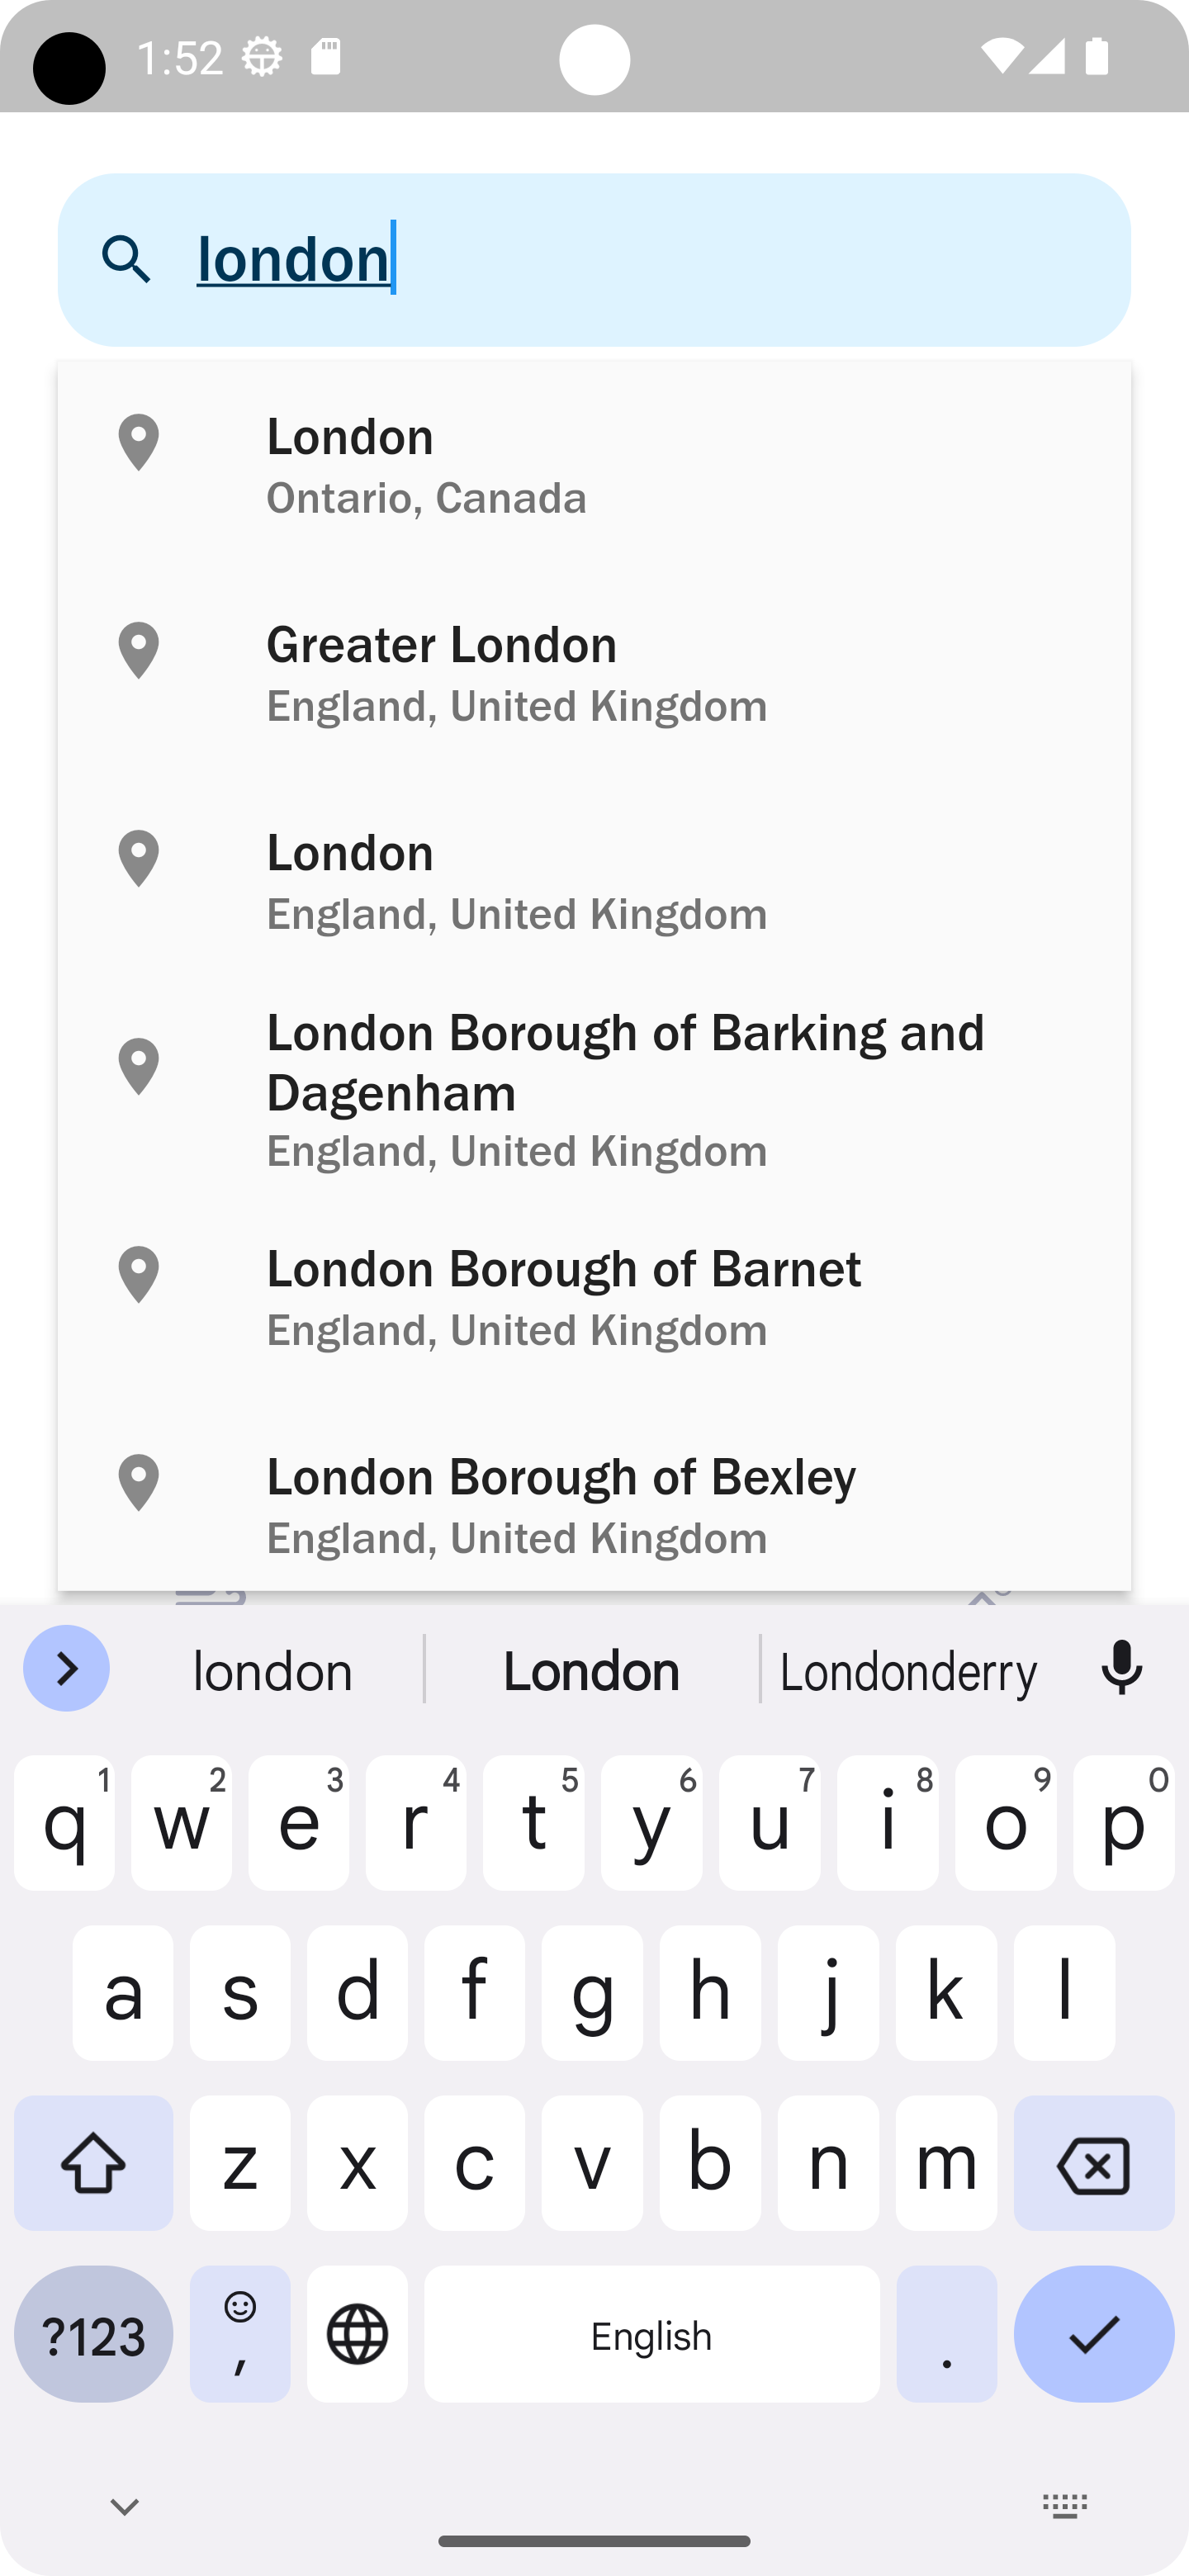 1:52
london
London
Ontario, Canada
Greater London
England, United Kingdom
London
England, United Kingdom
London Borough of Barking and
Dagenham
England, United Kingdom
London Borough of Barnet
England, United Kingdom
London Borough of Bexley
England, United Kingdom
london London Londonderry
q1 w2 e3 r4 t5 y6 u7 i8 o9 p0
a s d f g h j k l
z x c v b n m
?123 , English .